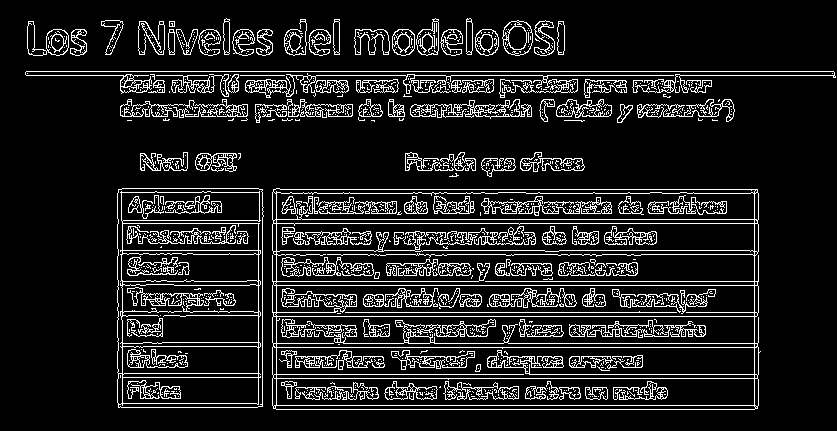 Los 7 Niveles del modelo OSI
Cada nivel (ó capa) tiene unas funciones precisas para resolver
determinados problemas de la comunicación ("divide y vencerás")
Nivel OSI Función que ofrece
Aplicación Aplicaciones de Red: transferencia de archivos
Presentación Formatos y representación de los datos
Sesión Establece, mantiene y cierra sesiones
Transporte Entrega confiable/no confiable de "mensajes"
Red Entrega los "paquetes" y hace enrutamiento
Enlace Transfiere "frames", chequea errores
Física Transmite datos binarios sobre un medio